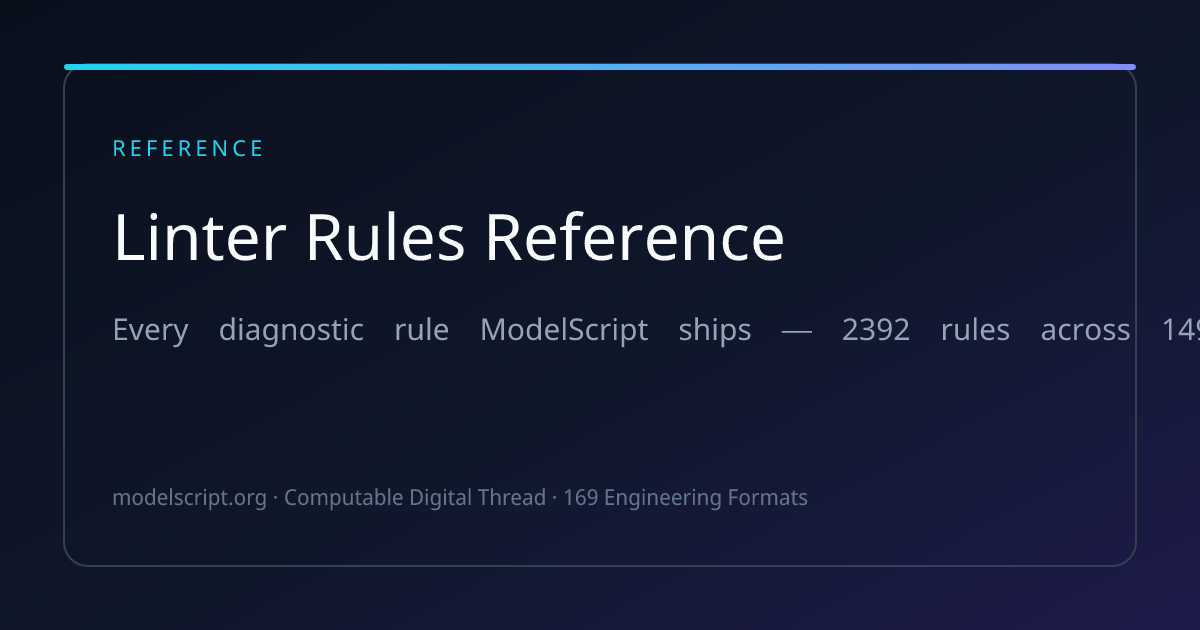 REFERENCE
Linter Rules Reference
Every diagnostic rule ModelScript ships — 2392 rules across
modelscript.org · Computable Digital Thread · 169 Engineering Formats